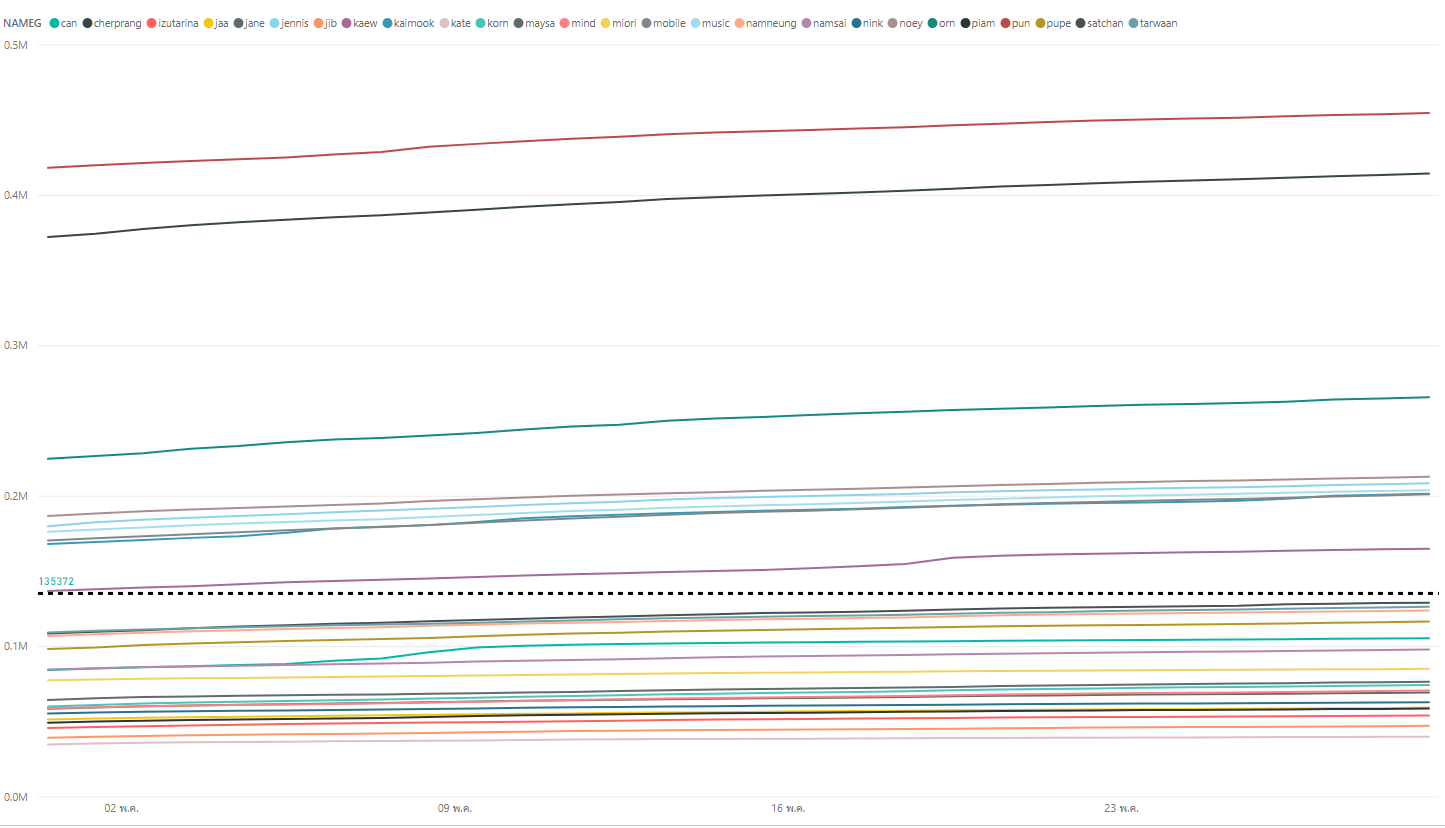 NAMEG can cherprang izutarina jaa jane jennis jib kaew kaimook kate korn maysa mind miori mobile music namneung namsai nink noey orn piam pun pupe satchan tarwaan
0.5M
0.4M
0.3M
0.2M
135372
0.1M
0.0M
02 พ.ค. 09 พ.ค. 16 พ.ค. 23 พ.ค.